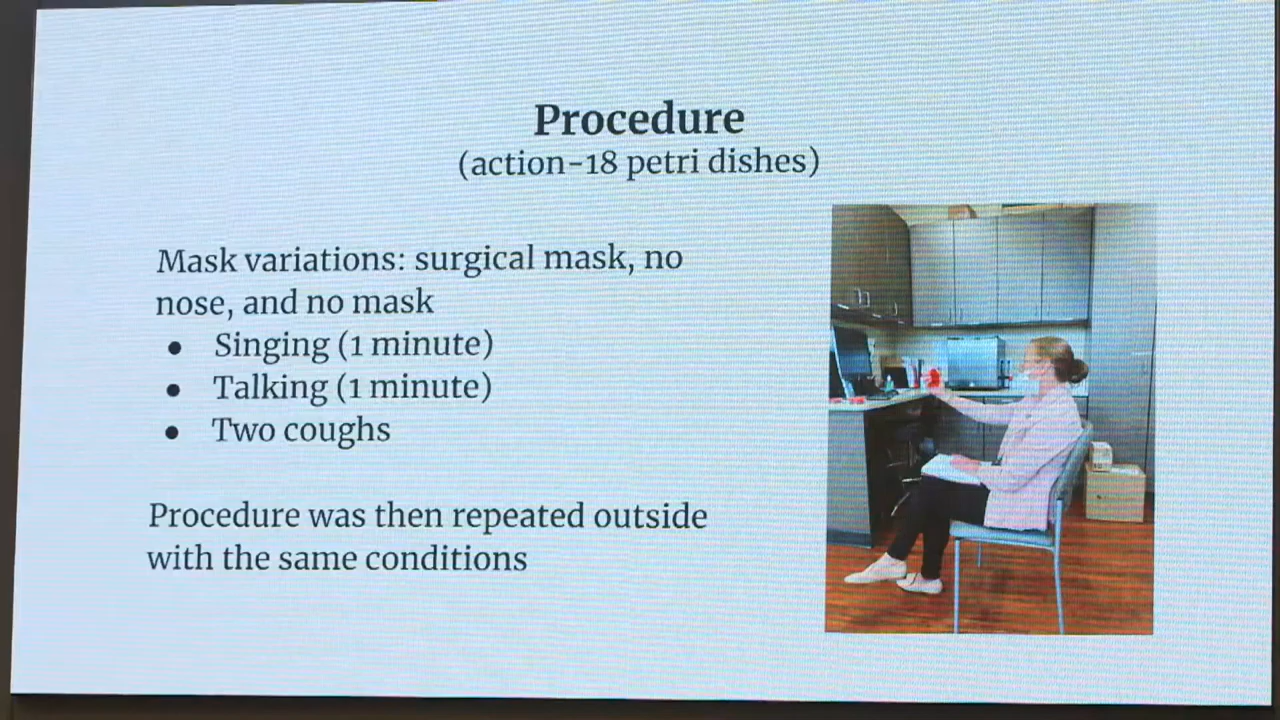 Procedure
(action-18 petri dishes)
Mask variations: surgical mask, no
nose, and no mask
● Singing (1 minute)
● Talking (1 minute)
● Two coughs
Procedure was then repeated outside
with the same conditions